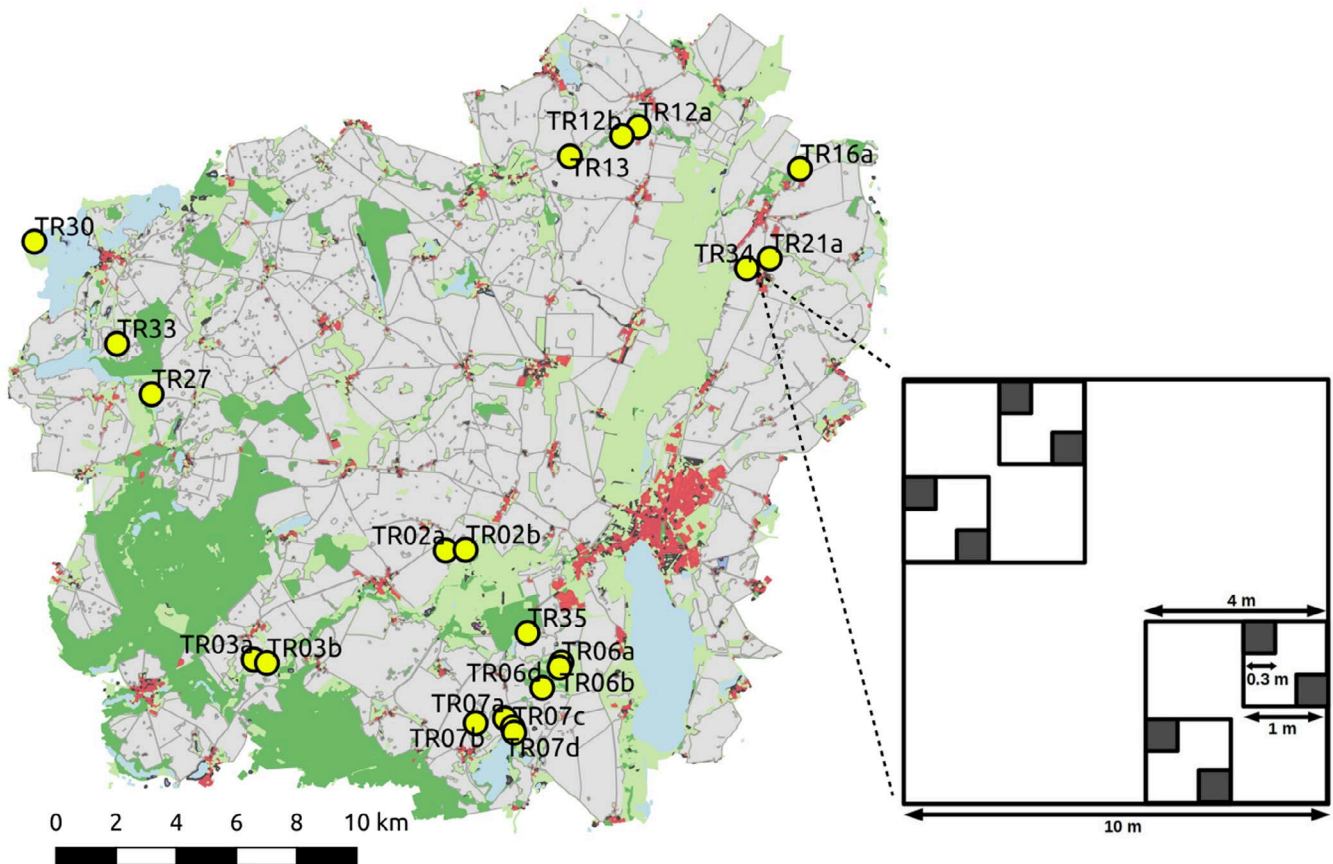 TR12a
TR12b
TR13
TR16a
TR30
TR21a
TR34
TR33
TR27
TR02a
TR02b
TR35
TR03a
TR03b
TR06a
TR06d
TR06b
TR07a
TR07c
TR07b
TR07d
4 m
0.3 m
1 m
10 m
0 2 4 6 8 10 km